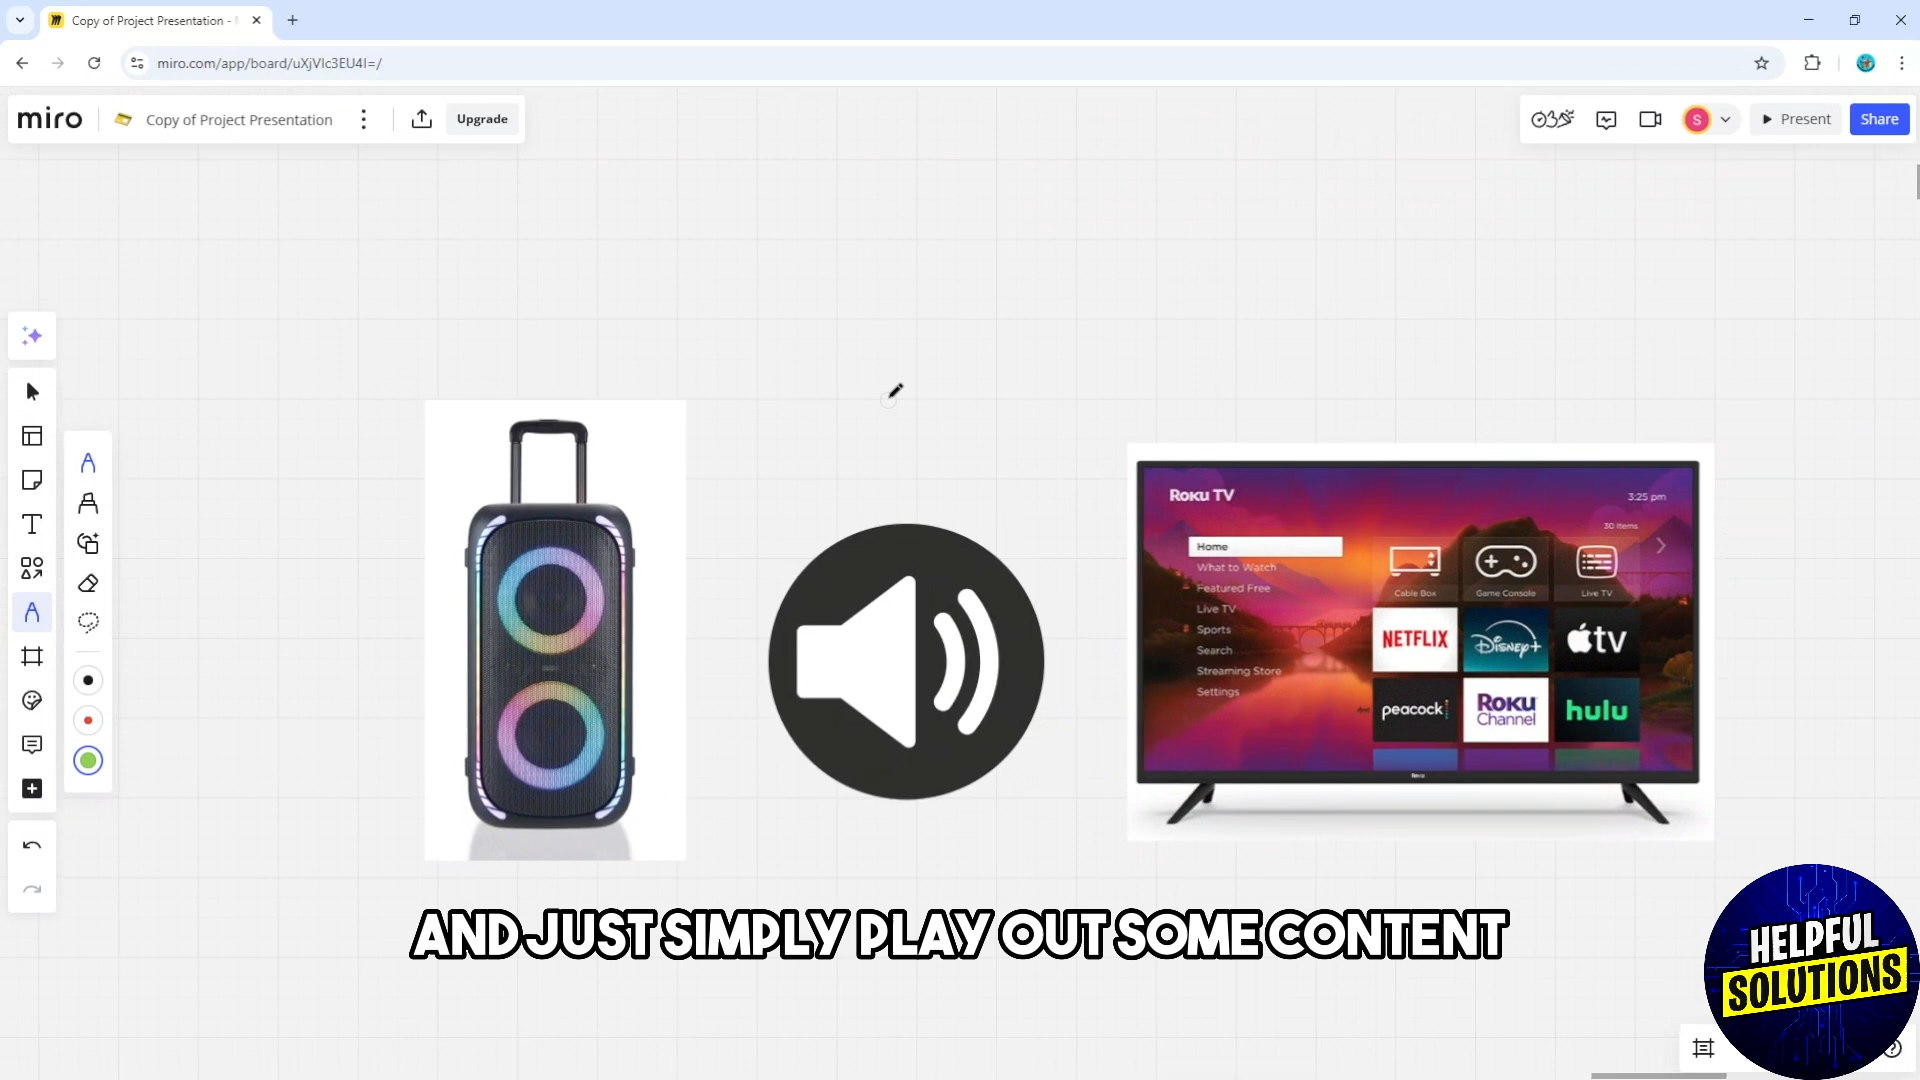 Copy of Project Presentation -
miro.com/app/board/uXjVIc3EU4I=/
miro
Copy of Project Presentation
Upgrade
S
Present
Share
Roku TV
3:25 pm
30 Items
Home
What to Watch
Featured Free
Live TV
Sports
Search
Streaming Store
Settings
Cable Box
Game Console
Live TV
NETFLIX
Disney+
tv
peacock
Roku
Channel
hulu
Roku
AND JUST SIMPLY PLAY OUT SOME CONTENT
HELPFUL
SOLUTIONS